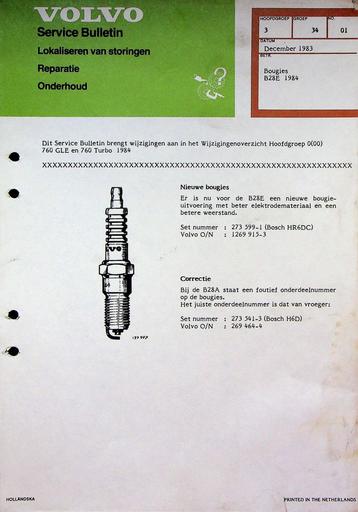 VOLVO
Service Bulletin
Lokaliseren van storingen
Reparatie
Onderhoud
HOOFDGROEP GROEP NO.
3 34 01
DATUM
December 1983
BETR.
Bougies
B28E 1984
Dit Service Bulletin brengt wijzigingen aan in het Wijzigingenoverzicht Hoofdgroep 0(00)
760 GLE en 760 Turbo 1984
XXXXXXXXXXXXXXXXXXXXXXXXXXXXXXXXXXXXXXXXXXXXXXXXXXXXXXXXXX
Nieuwe bougies
Er is nu voor de B28E een nieuwe bougie-
uitvoering met beter elektrodemateriaal en een
betere weerstand.
Set nummer : 273 599-1 (Bosch HR6DC)
Volvo O/N : 1269 915-3
Correctie
Bij de B28A staat een foutief onderdeelnummer
op de bougies.
Het juiste onderdeelnummer is dat van vroeger:
Set nummer : 273 541-3 (Bosch H6D)
Volvo O/N : 269 464-4
HOLLANDSKA
PRINTED IN THE NETHERLANDS